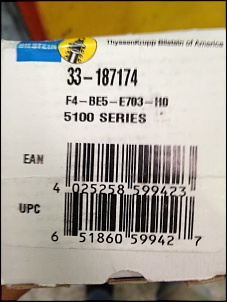 BILSTEIN
ThyssenKrupp Bilstein of America
33-187174
F4-BE5-E703-H0
5100 SERIES
EAN
4 025258 599423
UPC
6 51860 59942 7